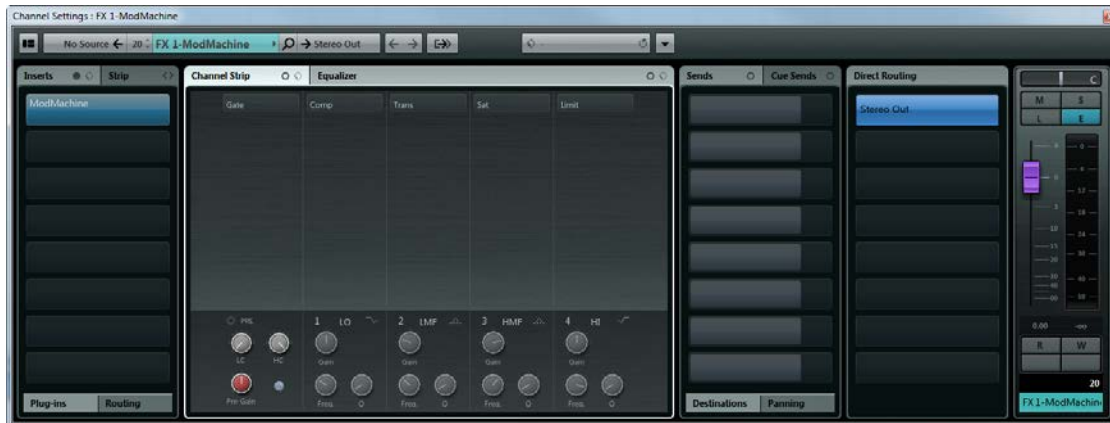 Channel Settings : FX 1-ModMachine
No Source 20 FX 1-ModMachine Stereo Out
Inserts Strip Channel Strip Equalizer Sends Cue Sends Direct Routing
C
ModMachine Gate Comp Trans Sat Limit Stereo Out
M S
L E
PRE 1 LO 2 LMF 3 HMF 4 HI
LC HC Gain Gain Gain Gain
Pre Gain Freq. Q Freq. Q Freq. Q Freq. Q
0.00 -oo
R W
20
Plug-ins Routing Destinations Panning FX 1-ModMachin